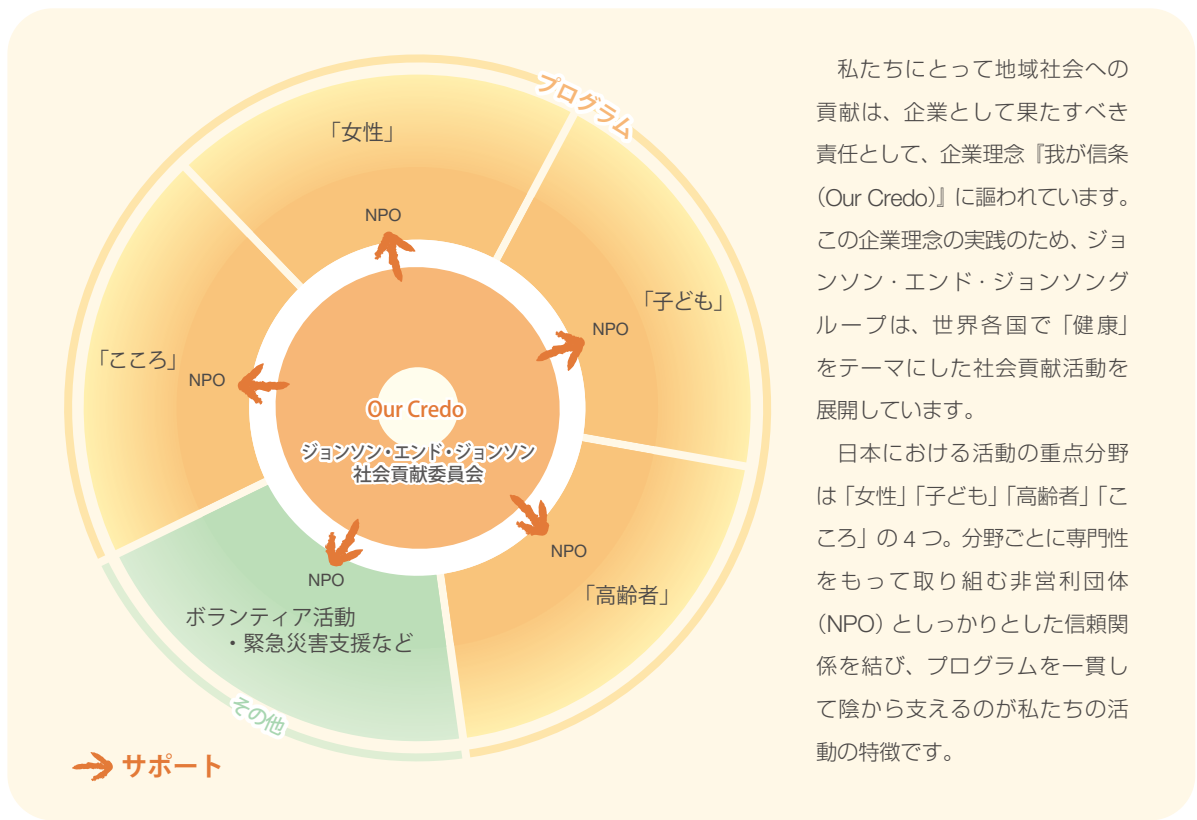 プログラム
「女性」
NPO
「子ども」
NPO
「こころ」
NPO
Our Credo
ジョンソン・エンド・ジョンソン
社会貢献委員会
NPO
「高齢者」
NPO
ボランティア活動
・緊急災害支援など
その他
サポート
私たちにとって地域社会への
貢献は、企業として果たすべき
責任として、企業理念『我が信条
(Our Credo)』に謳われています。
この企業理念の実践のため、ジョ
ンソン・エンド・ジョンソング
ループは、世界各国で「健康」
をテーマにした社会貢献活動を
展開しています。
日本における活動の重点分野
は「女性」「子ども」「高齢者」「こ
ころ」の4つ。分野ごとに専門性
をもって取り組む非営利団体
(NPO)としっかりとした信頼関
係を結び、プログラムを一貫し
て陰から支えるのが私たちの活
動の特徴です。